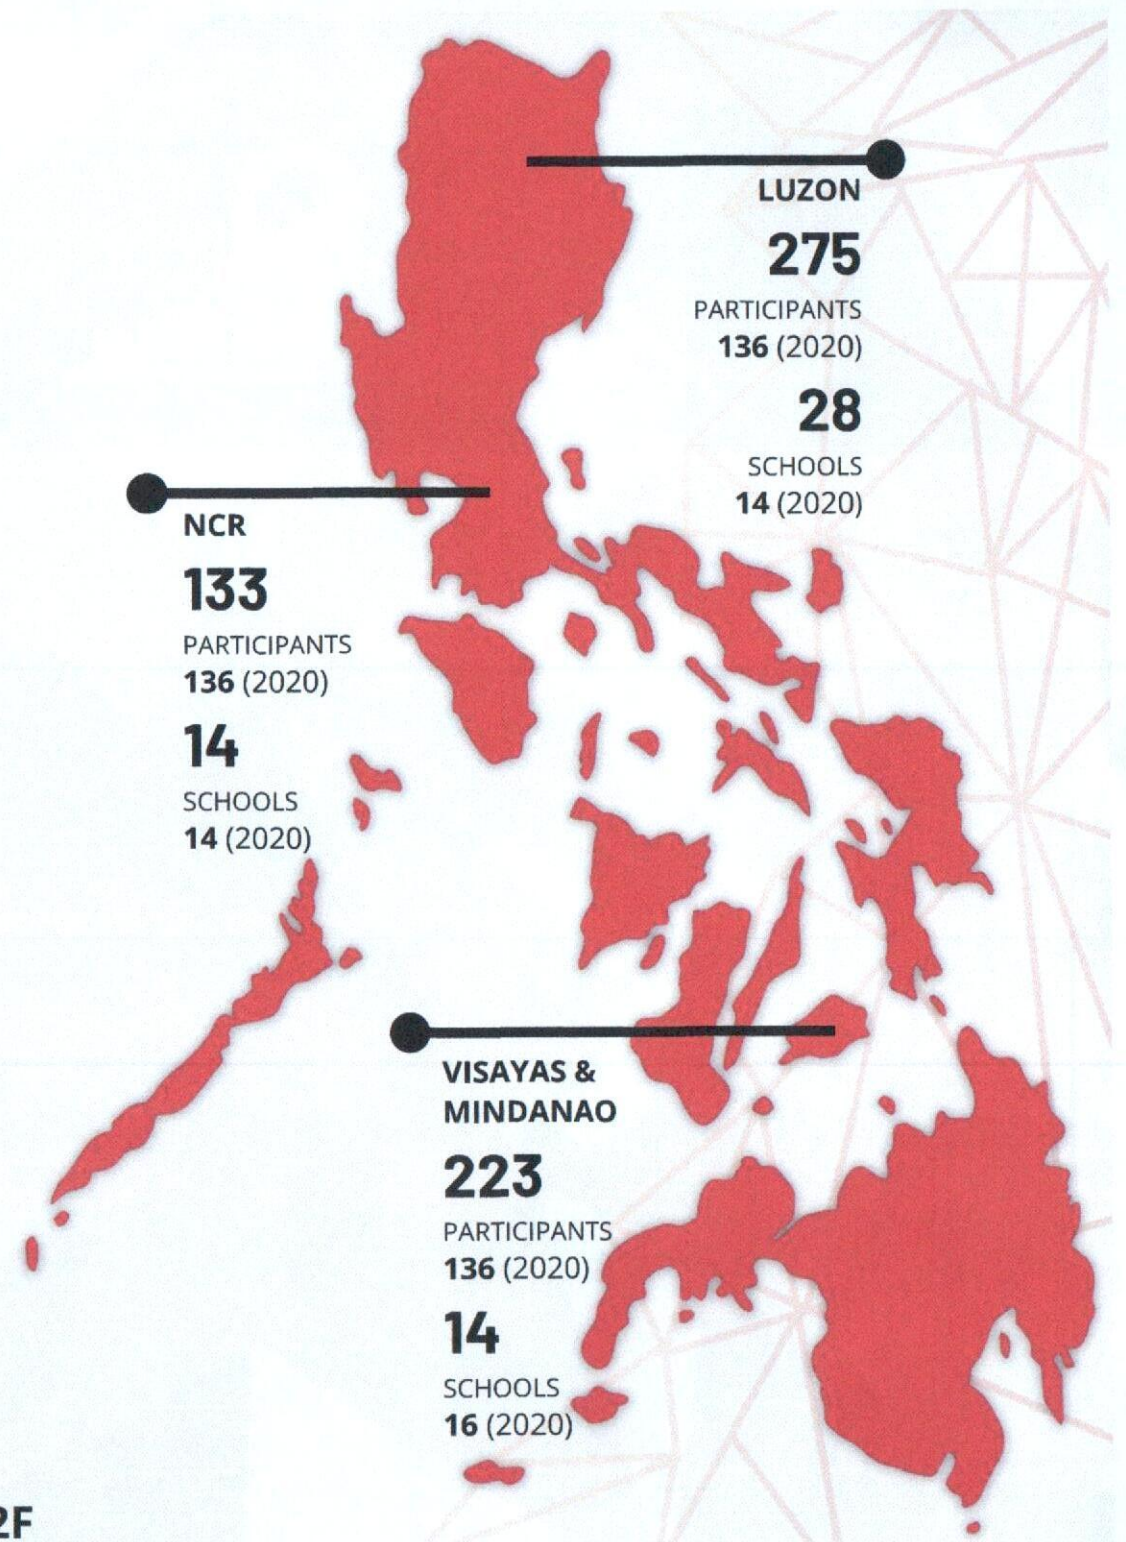 LUZON
275
PARTICIPANTS
136 (2020)
28
SCHOOLS
14 (2020)
NCR
133
PARTICIPANTS
136 (2020)
14
SCHOOLS
14 (2020)
VISAYAS &
MINDANAO
223
PARTICIPANTS
136 (2020)
14
SCHOOLS
16 (2020)
2F